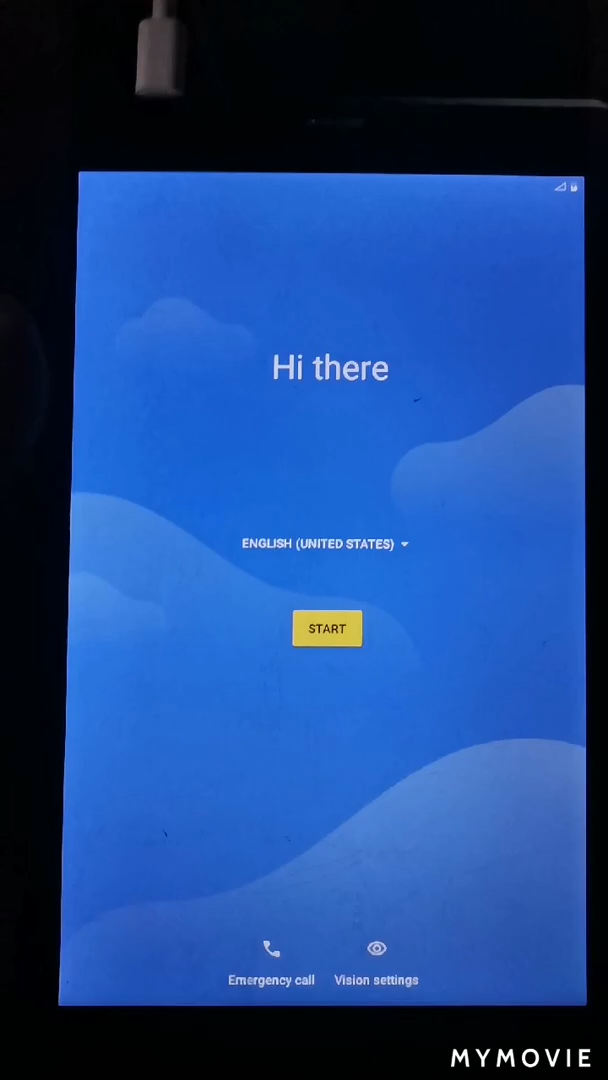 Hi there
ENGLISH (UNITED STATES)
START
Emergency call
Vision settings
MYMOVIE